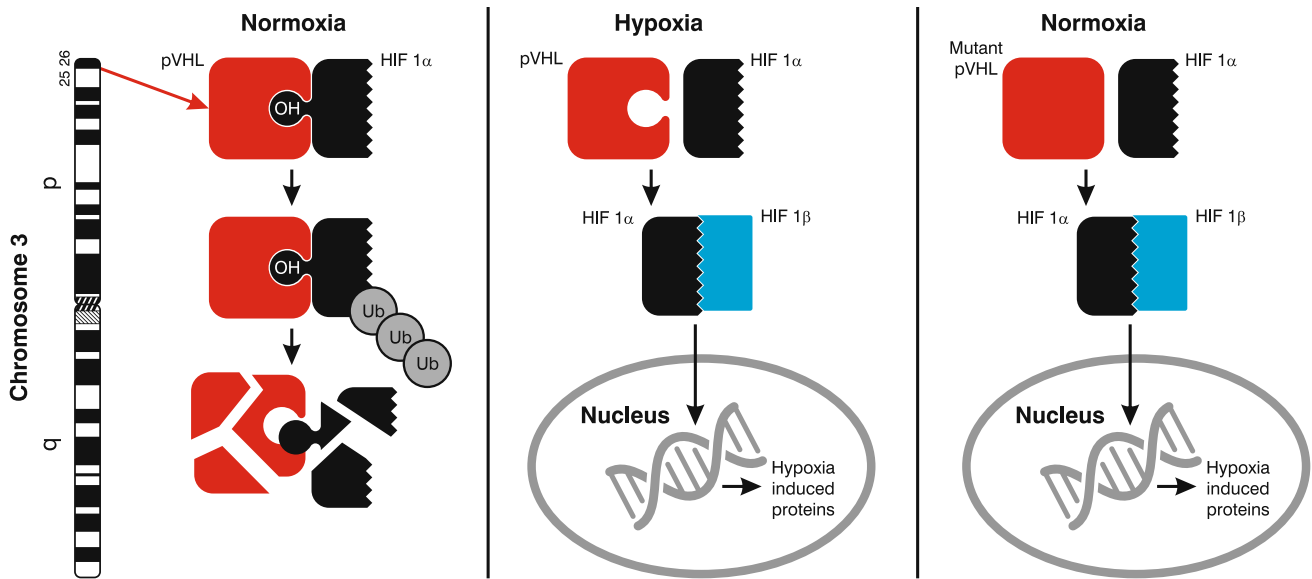 Normoxia
pVHL
HIF 1α
OH
OH
Ub
Ub
Ub
25 26
p
q
Chromosome 3
Hypoxia
pVHL
HIF 1α
HIF 1α
HIF 1β
Nucleus
Hypoxia
induced
proteins
Normoxia
Mutant
pVHL
HIF 1α
HIF 1α
HIF 1β
Nucleus
Hypoxia
induced
proteins